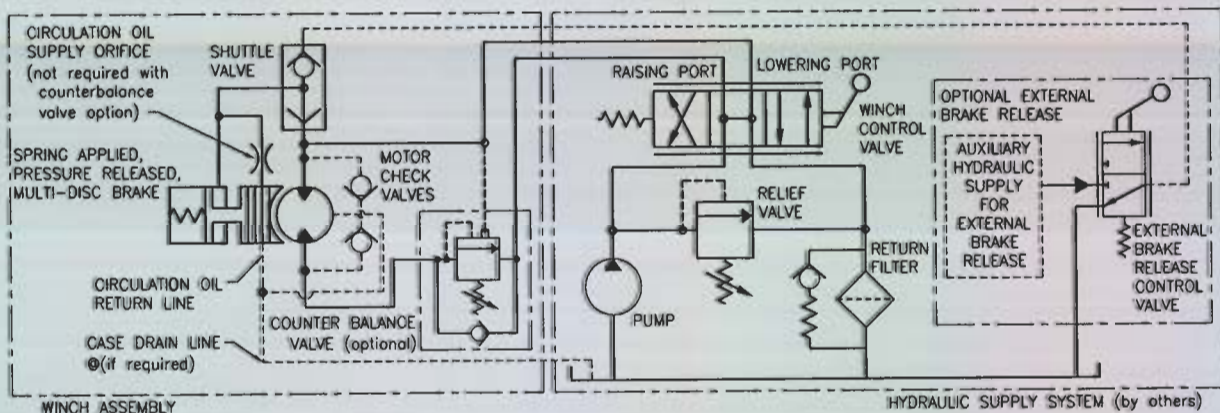 CIRCULATION OIL
SUPPLY ORIFICE
(not required with
counterbalance
valve option)
SHUTTLE
VALVE
SPRING APPLIED,
PRESSURE RELEASED,
MULTI-DISC BRAKE
MOTOR
CHECK
VALVES
CIRCULATION OIL
RETURN LINE
COUNTER BALANCE
VALVE (optional)
CASE DRAIN LINE
@(if required)
WINCH ASSEMBLY
RAISING PORT
LOWERING PORT
WINCH
CONTROL
VALVE
RELIEF
VALVE
RETURN
FILTER
PUMP
OPTIONAL EXTERNAL
BRAKE RELEASE
AUXILIARY
HYDRAULIC
SUPPLY
FOR
EXTERNAL
BRAKE
RELEASE
EXTERNAL
BRAKE
RELEASE
CONTROL
VALVE
HYDRAULIC SUPPLY SYSTEM (by others)